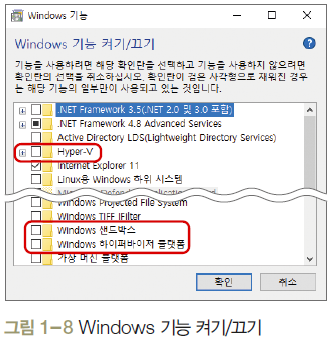 Windows 기능
Windows 기능 켜기/끄기
기능을 사용하려면 해당 확인란을 선택하고 기능을 사용하지 않으려면
확인란의 선택을 취소하십시오. 확인란이 검은 사각형으로 채워진 경우
는 해당 기능의 일부만이 사용되고 있는 것입니다.
.NET Framework 3.5(.NET 2.0 및 3.0 포함)
.NET Framework 4.8 Advanced Services
Active Directory LDS(Lightweight Directory Services)
Hyper-V
Internet Explorer 11
Linux용 Windows 하위 시스템
Windows Projected File System
Windows TIFF IFilter
Windows 샌드박스
Windows 하이퍼바이저 플랫폼
가상 머신 플랫폼
확인
취소
그림 1-8 Windows 기능 켜기/끄기